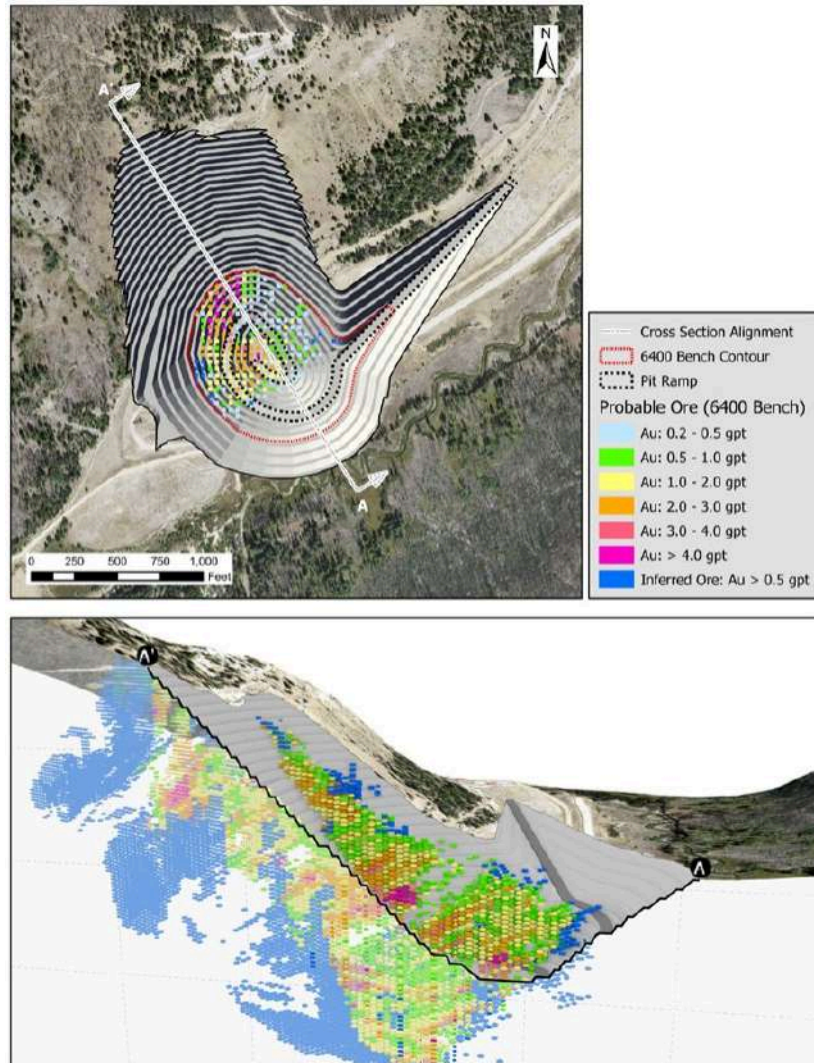 N
A'
A
0 250 500 750 1,000
Feet
Cross Section Alignment
6400 Bench Contour
Pit Ramp
Probable Ore (6400 Bench)
Au: 0.2 - 0.5 gpt
Au: 0.5 - 1.0 gpt
Au: 1.0 - 2.0 gpt
Au: 2.0 - 3.0 gpt
Au: 3.0 - 4.0 gpt
Au: > 4.0 gpt
Inferred Ore: Au > 0.5 gpt
A'
A